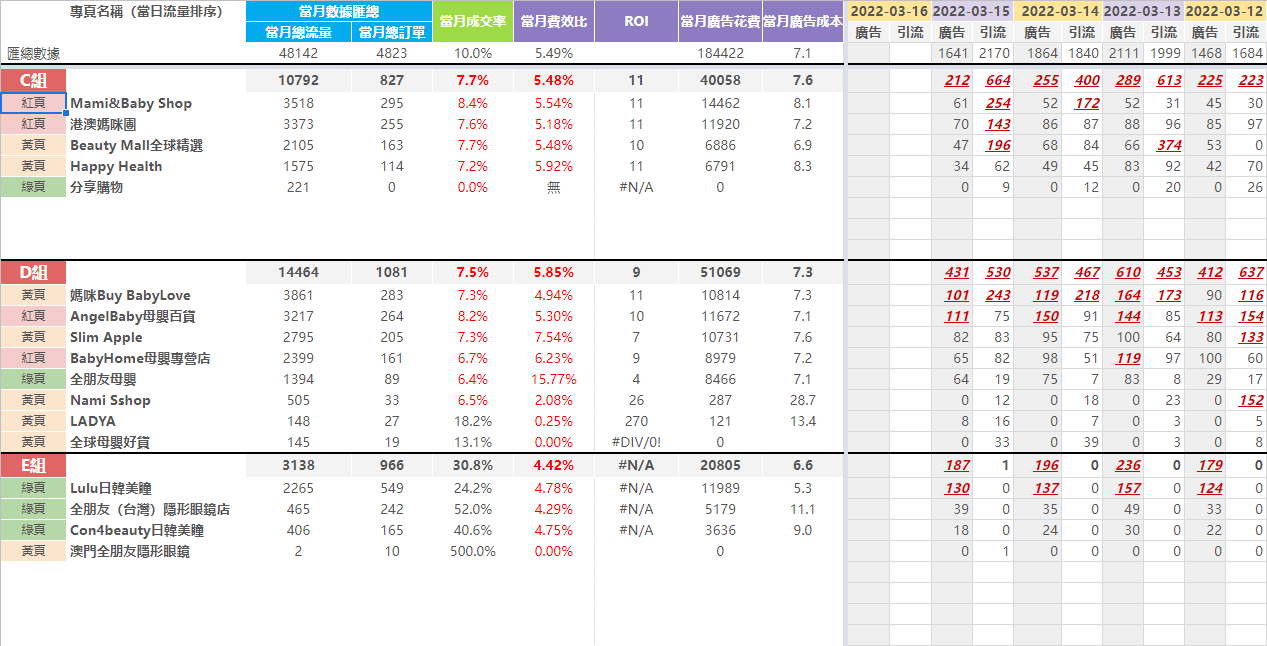 專頁名稱（當日流量排序） 當月數據匯總 當月成交率 當月費效比 ROI 當月廣告花費 當月廣告成本 2022-03-16 2022-03-15 2022-03-14 2022-03-13 2022-03-12
當月總流量 當月總訂單 廣告 引流 廣告 引流 廣告 引流 廣告 引流 廣告 引流
匯總數據 48142 4823 10.0% 5.49% 184422 7.1 1641 2170 1864 1840 2111 1999 1468 1684
C組 10792 827 7.7% 5.48% 11 40058 7.6 212 664 255 400 289 613 225 223
紅頁 Mami&Baby Shop 3518 295 8.4% 5.54% 11 14462 8.1 61 254 52 172 52 31 45 30
紅頁 港澳媽咪團 3373 255 7.6% 5.18% 11 11920 7.2 70 143 86 87 88 96 85 97
黃頁 Beauty Mall全球精選 2105 163 7.7% 5.48% 10 6886 6.9 47 196 68 84 66 374 53 0
黃頁 Happy Health 1575 114 7.2% 5.92% 11 6791 8.3 34 62 49 45 83 92 42 70
綠頁 分享購物 221 0 0.0% 無 #N/A 0 0 9 0 12 0 20 0 26
D組 14464 1081 7.5% 5.85% 9 51069 7.3 431 530 537 467 610 453 412 637
黃頁 媽咪Buy BabyLove 3861 283 7.3% 4.94% 11 10814 7.3 101 243 119 218 164 173 90 116
紅頁 AngelBaby母嬰百貨 3217 264 8.2% 5.30% 10 11672 7.1 111 75 150 91 144 85 113 154
黃頁 Slim Apple 2795 205 7.3% 7.54% 7 10731 7.6 82 83 95 75 100 64 80 133
紅頁 BabyHome母嬰專營店 2399 161 6.7% 6.23% 9 8979 7.2 65 82 98 51 119 97 100 60
綠頁 全朋友母嬰 1394 89 6.4% 15.77% 4 8466 7.1 64 19 75 7 83 8 29 17
黃頁 Nami Sshop 505 33 6.5% 2.08% 26 287 28.7 0 12 0 18 0 23 0 152
黃頁 LADYA 148 27 18.2% 0.25% 270 121 13.4 8 16 0 7 0 3 0 5
黃頁 全球母嬰好貨 145 19 13.1% 0.00% #DIV/0! 0 0 33 0 39 0 3 0 8
E組 3138 966 30.8% 4.42% #N/A 20805 6.6 187 1 196 0 236 0 179 0
綠頁 Lulu日韓美瞳 2265 549 24.2% 4.78% #N/A 11989 5.3 130 0 137 0 157 0 124 0
綠頁 全朋友（台灣）隱形眼鏡店 465 242 52.0% 4.29% #N/A 5179 11.1 39 0 35 0 49 0 33 0
綠頁 Con4beauty日韓美瞳 406 165 40.6% 4.75% #N/A 3636 9.0 18 0 24 0 30 0 22 0
黃頁 澳門全朋友隱形眼鏡 2 10 500.0% 0.00% 0 0 1 0 0 0 0 0 0